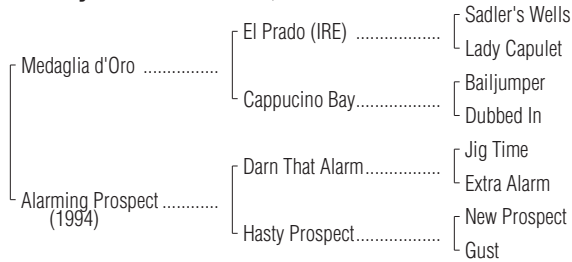 Sadler's Wells
El Prado (IRE) ..................
Lady Capulet
Medaglia d'Oro ................
Bailjumper
Cappucino Bay..................
Dubbed In
Jig Time
Darn That Alarm................
Extra Alarm
Alarming Prospect ............
(1994)
New Prospect
Hasty Prospect..................
Gust